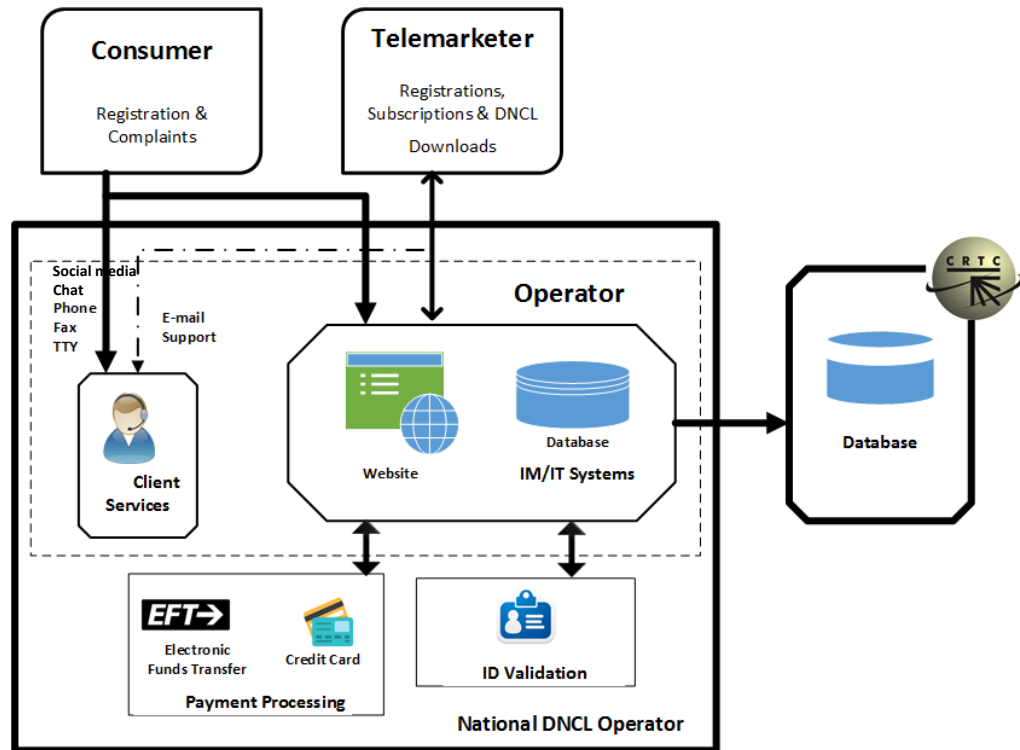 Consumer
Registration &
Complaints
Telemarketer
Registrations,
Subscriptions & DNCL
Downloads
Social media
Chat
Phone
Fax
TTY
E-mail
Support
Operator
CRTC
Client
Services
Website
Database
IM/IT Systems
Database
EFT
Electronic
Funds Transfer
Credit Card
Payment Processing
ID Validation
National DNCL Operator